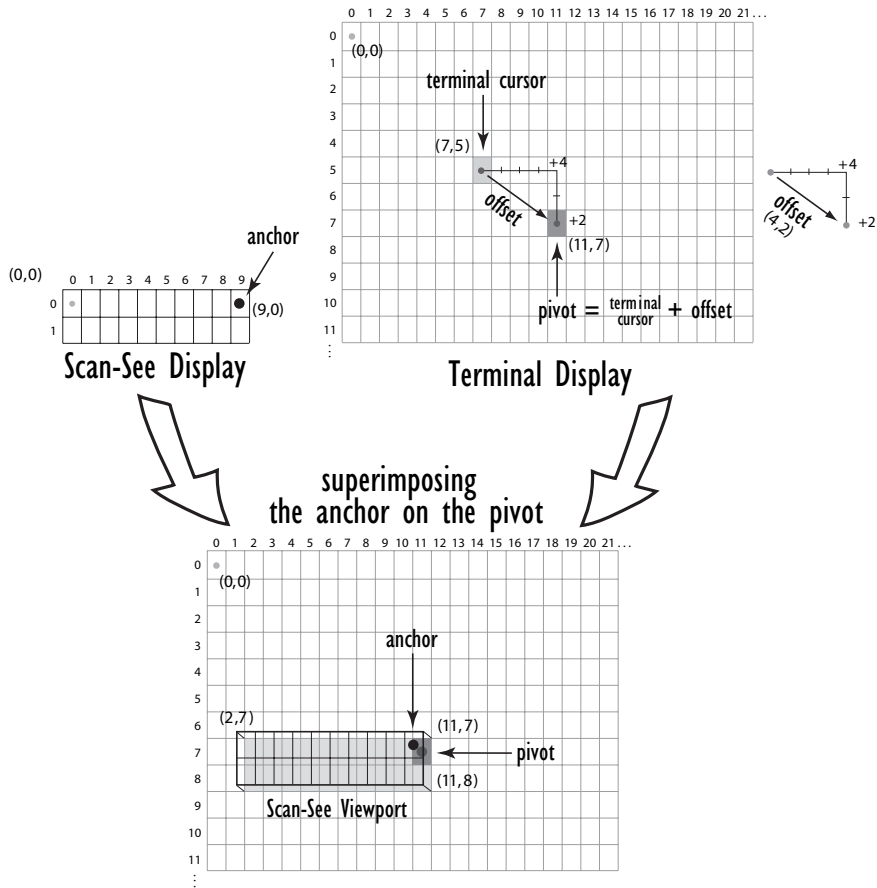 0 1 2 3 4 5 6 7 8 9 10 11 12 13 14 15 16 17 18 19 20 21 ...
0
(0,0)
1
2
terminal cursor
3
4
(7,5)
+4
5
offset
6
7
+2
(11,7)
8
9
10
pivot = terminal cursor + offset
11
⋮
Terminal Display
+4
offset
(4,2)
+2
anchor
(0,0)
0 1 2 3 4 5 6 7 8 9
0
(9,0)
1
Scan-See Display
superimposing
the anchor on the pivot
0 1 2 3 4 5 6 7 8 9 10 11 12 13 14 15 16 17 18 19 20 21 ...
0
(0,0)
1
2
3
anchor
4
5
6
(2,7)
(11,7)
7
pivot
8
(11,8)
9
Scan-See Viewport
10
11
⋮